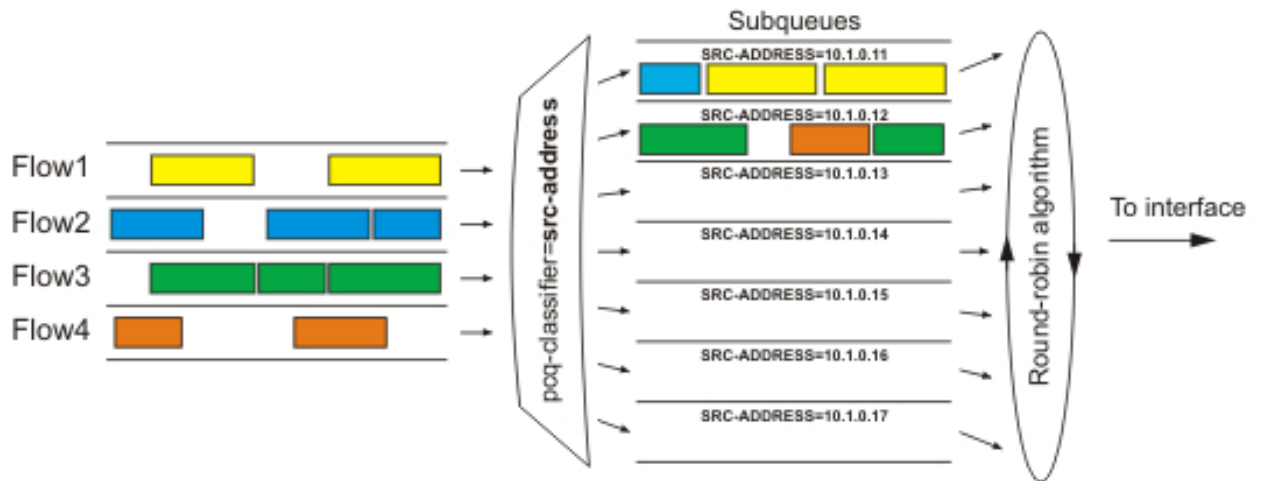 Subqueues
SRC-ADDRESS=10.1.0.11
SRC-ADDRESS=10.1.0.12
SRC-ADDRESS=10.1.0.13
SRC-ADDRESS=10.1.0.14
SRC-ADDRESS=10.1.0.15
SRC-ADDRESS=10.1.0.16
SRC-ADDRESS=10.1.0.17
Flow1
Flow2
Flow3
Flow4
pcq-classifier=src-address
Round-robin algorithm
To interface